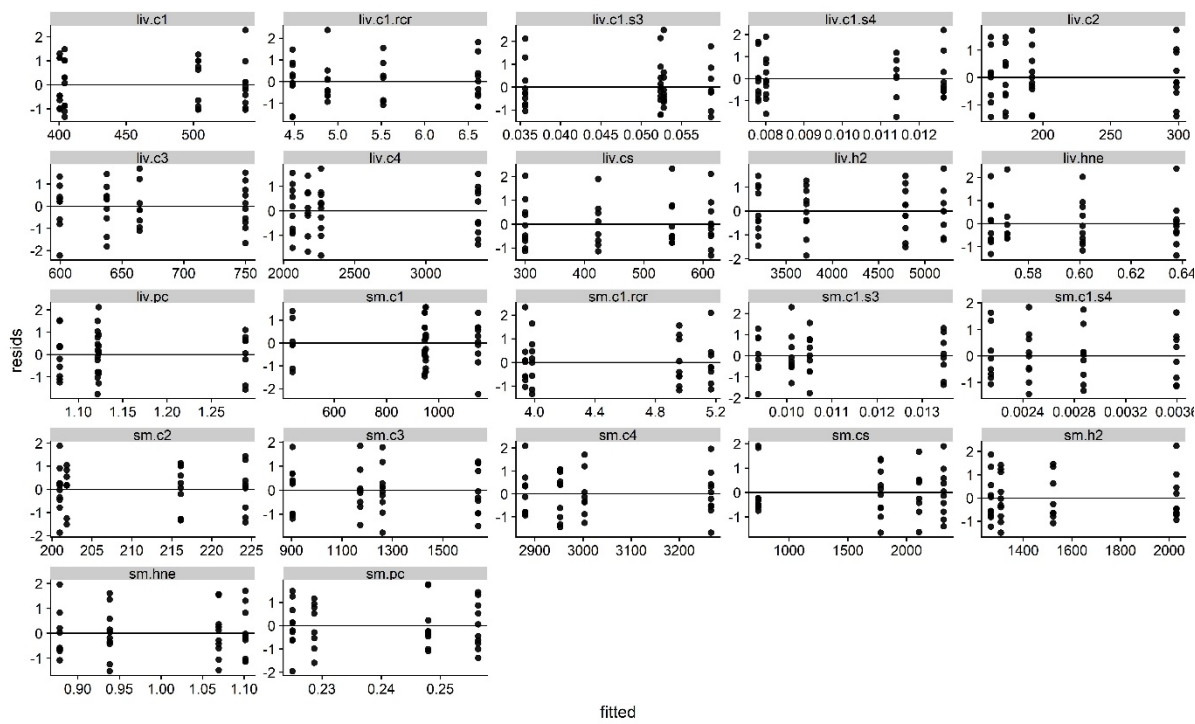 liv.c1
2
1
0
-1
400 450 500
liv.c1.rcr
2
1
0
-1
4.5 5.0 5.5 6.0 6.5
liv.c1.s3
2
1
0
-1
0.035 0.040 0.045 0.050 0.055
liv.c1.s4
2
1
0
-1
0.008 0.009 0.010 0.011 0.012
liv.c2
1
0
-1
200 250 300
liv.c3
1
0
-1
-2
600 650 700 750
liv.c4
1
0
-1
2000 2500 3000
liv.cs
2
1
0
-1
300 400 500 600
liv.h2
1
0
-1
-2
3500 4000 4500 5000
liv.hne
2
1
0
-1
0.58 0.60 0.62 0.64
resids
liv.pc
2
1
0
-1
1.10 1.15 1.20 1.25
sm.c1
1
0
-1
-2
400 600 800 1000
sm.c1.rcr
2
1
0
-1
4.0 4.4 4.8 5.2
sm.c1.s3
2
1
0
-1
0.010 0.011 0.012 0.013
sm.c1.s4
2
1
0
-1
0.0024 0.0028 0.0032 0.0036
sm.c2
2
1
0
-1
-2
200 205 210 215 220 225
sm.c3
2
1
0
-1
900 1100 1300 1500
sm.c4
2
1
0
-1
2900 3000 3100 3200
sm.cs
2
1
0
-1
1000 1500 2000
sm.h2
2
1
0
-1
1400 1600 1800 2000
sm.hne
2
1
0
-1
0.90 0.95 1.00 1.05 1.10
sm.pc
1
0
-1
-2
0.23 0.24 0.25
fitted